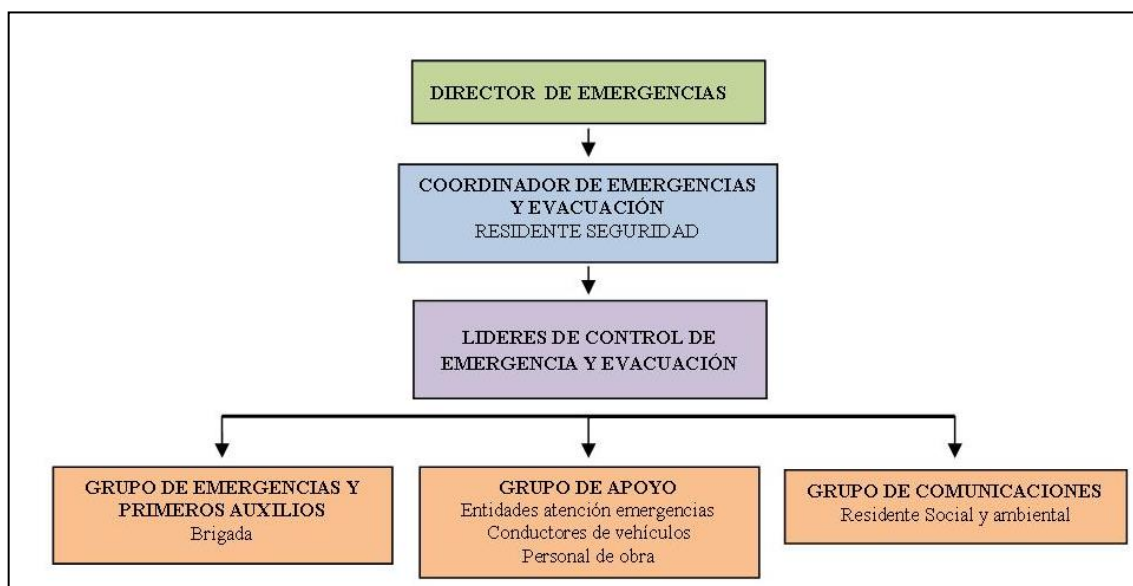 DIRECTOR DE EMERGENCIAS
COORDINADOR DE EMERGENCIAS
Y EVACUACIÓN
RESIDENTE SEGURIDAD
LIDERES DE CONTROL DE
EMERGENCIA Y EVACUACIÓN
GRUPO DE EMERGENCIAS Y
PRIMEROS AUXILIOS
Brigada
GRUPO DE APOYO
Entidades atención emergencias
Conductores de vehículos
Personal de obra
GRUPO DE COMUNICACIONES
Residente Social y ambiental